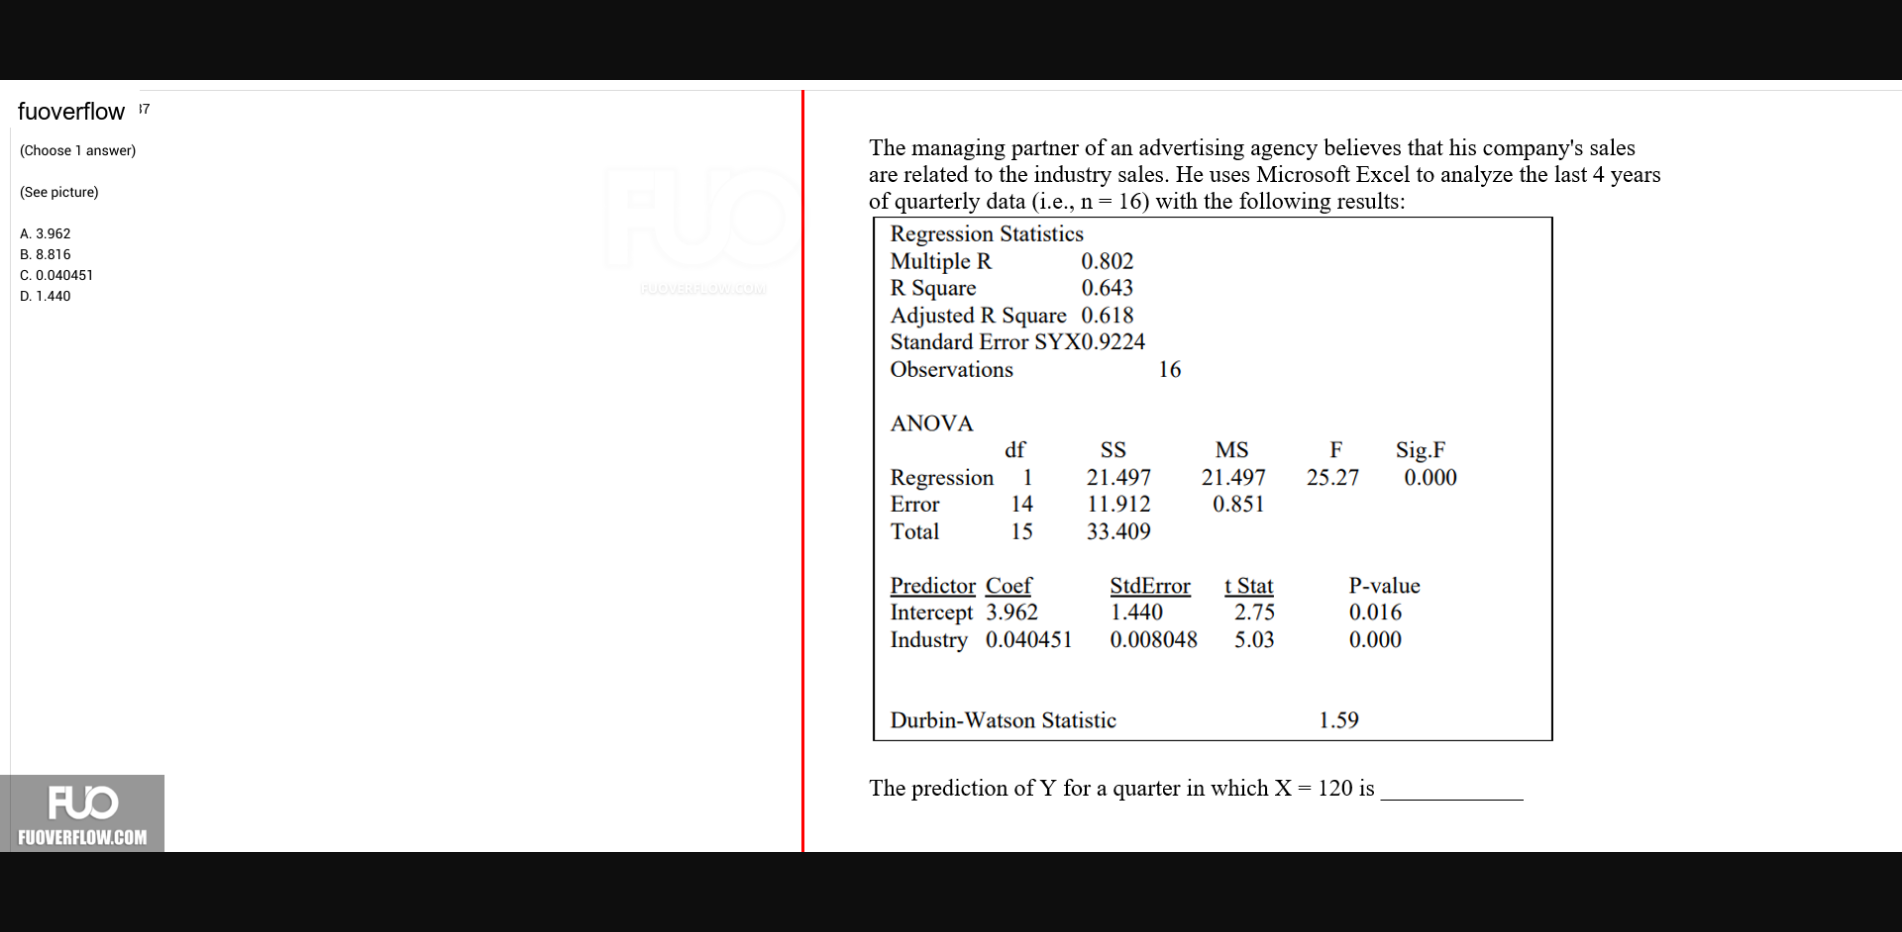 fuoverflow 37
(Choose 1 answer)
(See picture)
A. 3.962
B. 8.816
C. 0.040451
D. 1.440
FUO
FUOVERFLOW.COM
FUO
FUOVERFLOW.COM
The managing partner of an advertising agency believes that his company's sales
are related to the industry sales. He uses Microsoft Excel to analyze the last 4 years
of quarterly data (i.e., n = 16) with the following results:
Regression Statistics
Multiple R 0.802
R Square 0.643
Adjusted R Square 0.618
Standard Error SYX0.9224
Observations 16
ANOVA
df SS MS F Sig.F
Regression 1 21.497 21.497 25.27 0.000
Error 14 11.912 0.851
Total 15 33.409
Predictor Coef StdError t Stat P-value
Intercept 3.962 1.440 2.75 0.016
Industry 0.040451 0.008048 5.03 0.000
Durbin-Watson Statistic 1.59
The prediction of Y for a quarter in which X = 120 is ____________